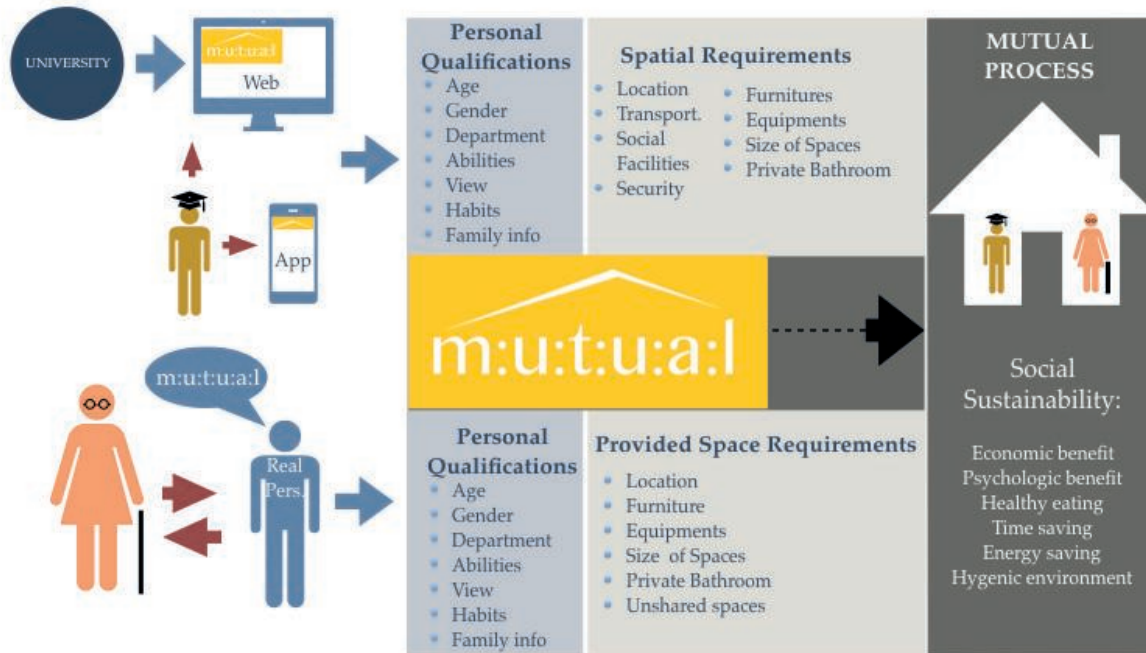 UNIVERSITY
m:u:t:u:a:l
Web
App
m:u:t:u:a:l
Real
Pers.
Personal
Qualifications
Age
Gender
Department
Abilities
View
Habits
Family info
Spatial Requirements
Location
Transport.
Social
Facilities
Security
Furnitures
Equipments
Size of Spaces
Private Bathroom
m:u:t:u:a:l
Personal
Qualifications
Age
Gender
Department
Abilities
View
Habits
Family info
Provided Space Requirements
Location
Furniture
Equipments
Size of Spaces
Private Bathroom
Unshared spaces
MUTUAL
PROCESS
Social
Sustainability:
Economic benefit
Psychologic benefit
Healthy eating
Time saving
Energy saving
Hygenic environment